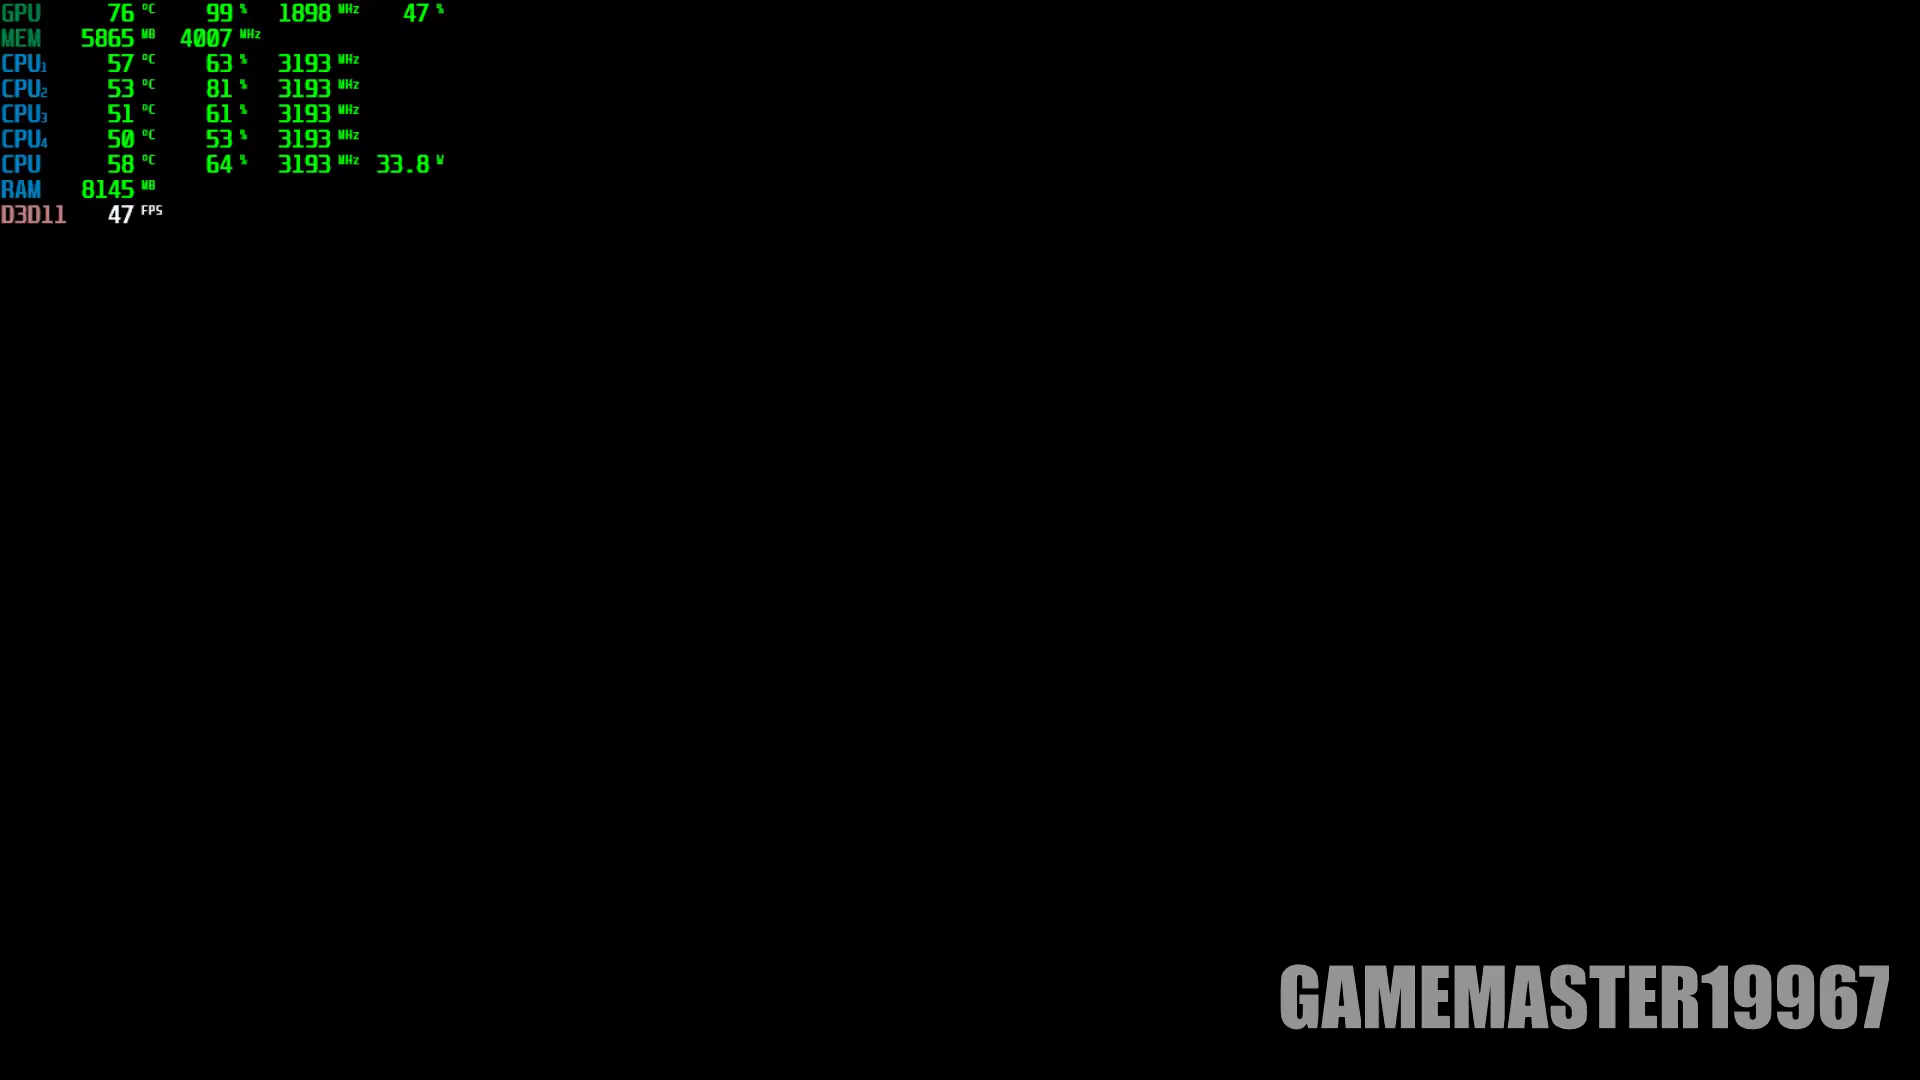 GPU 76 °C 99 % 1898 MHz 47 %
MEM 5865 MB 4007 MHz
CPU1 57 °C 63 % 3193 MHz
CPU2 53 °C 81 % 3193 MHz
CPU3 51 °C 61 % 3193 MHz
CPU4 50 °C 53 % 3193 MHz
CPU 58 °C 64 % 3193 MHz 33.8 W
RAM 8145 MB
D3D11 47 FPS
GAMEMASTER19967